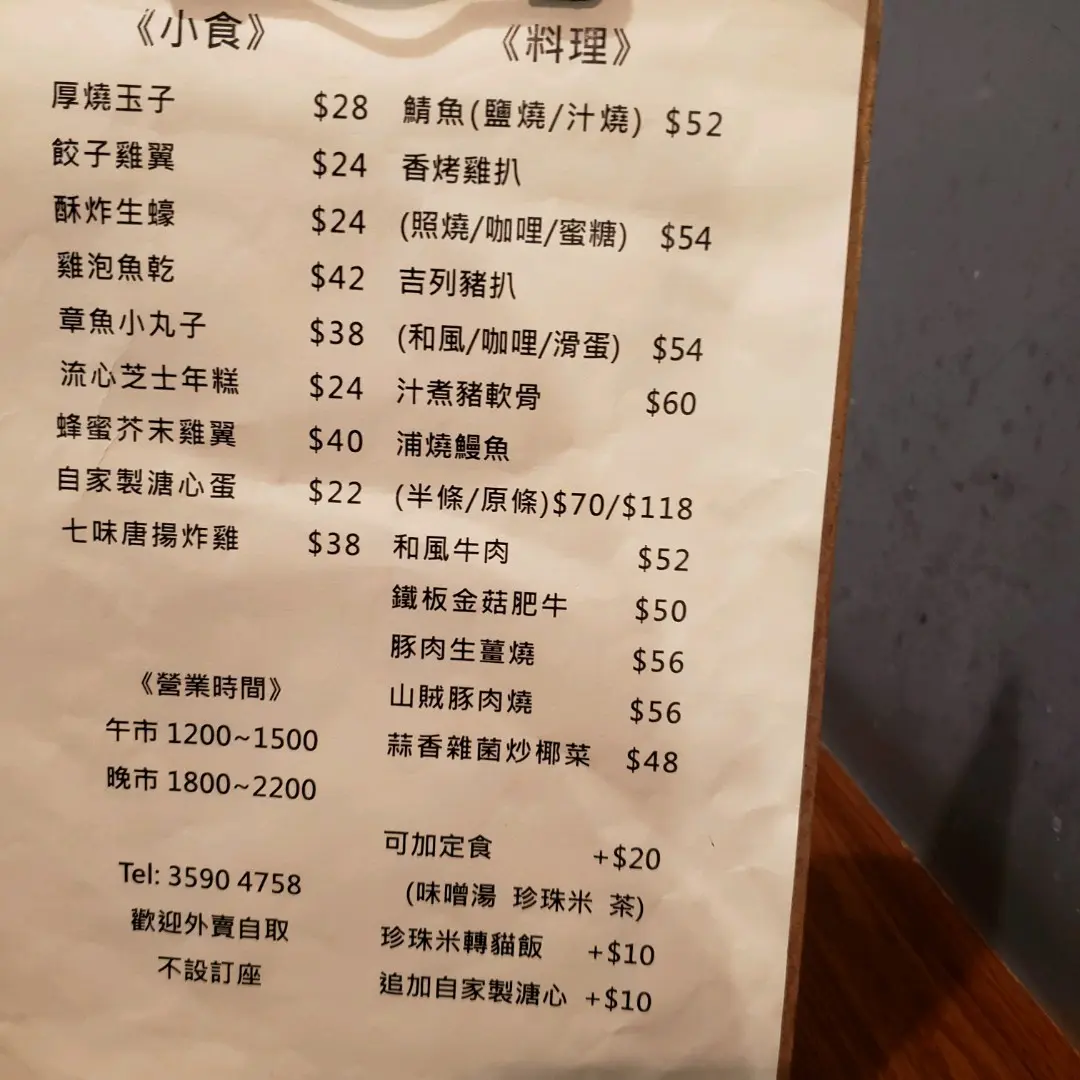 《小食》
厚燒玉子 $28
餃子雞翼 $24
酥炸生蠔 $24
雞泡魚乾 $42
章魚小丸子 $38
流心芝士年糕 $24
蜂蜜芥末雞翼 $40
自家製溏心蛋 $22
七味唐揚炸雞 $38
《營業時間》
午市 1200~1500
晚市 1800~2200
Tel: 3590 4758
歡迎外賣自取
不設訂座
《料理》
鯖魚(鹽燒/汁燒) $52
香烤雞扒
(照燒/咖哩/蜜糖) $54
吉列豬扒
(和風/咖哩/滑蛋) $54
汁煮豬軟骨 $60
浦燒鰻魚
(半條/原條)$70/$118
和風牛肉 $52
鐵板金菇肥牛 $50
豚肉生薑燒 $56
山賊豚肉燒 $56
蒜香雜菌炒椰菜 $48
可加定食 +$20
(味噌湯 珍珠米 茶)
珍珠米轉貓飯 +$10
追加自家製溏心 +$10